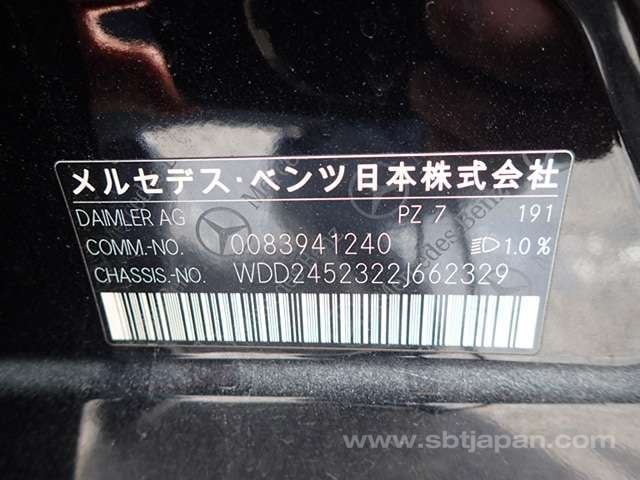 メルセデス・ベンツ日本株式会社
DAIMLER AG PZ 7 191
COMM.-NO. 0083941240 1.0%
CHASSIS.-NO. WDD2452322J662329
www.sbtjapan.com